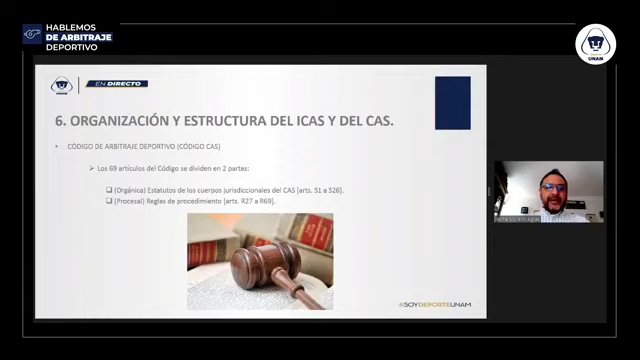 HABLEMOS
DE ARBITRAJE
DEPORTIVO
UNAM
UNAM
EN DIRECTO
6. ORGANIZACIÓN Y ESTRUCTURA DEL ICAS Y DEL CAS.
• CÓDIGO DE ARBITRAJE DEPORTIVO (CÓDIGO CAS)
➢ Los 69 artículos del Código se dividen en 2 partes:
❑ (Orgánica) Estatutos de los cuerpos jurisdiccionales del CAS [arts. S1 a S26].
❑ (Procesal) Reglas de procedimiento [arts. R27 a R69].
#SOYDEPORTEUNAM